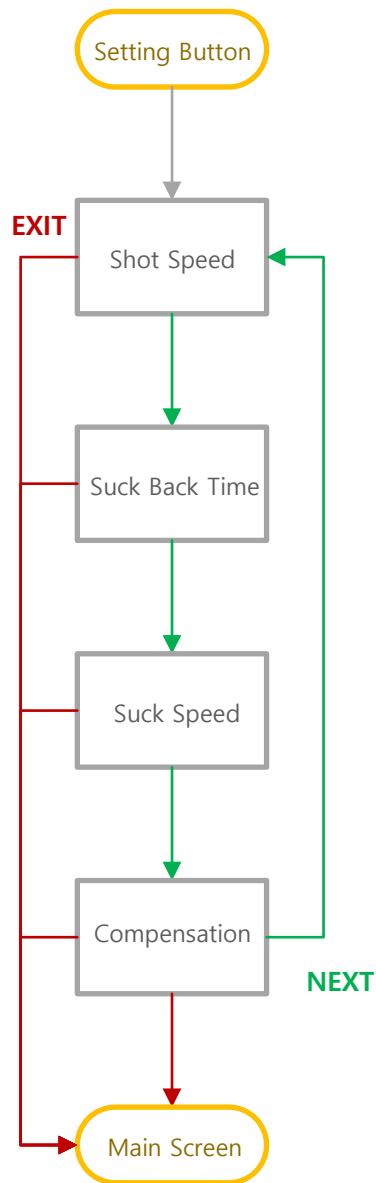 Setting Button
EXIT
Shot Speed
Suck Back Time
Suck Speed
Compensation
NEXT
Main Screen